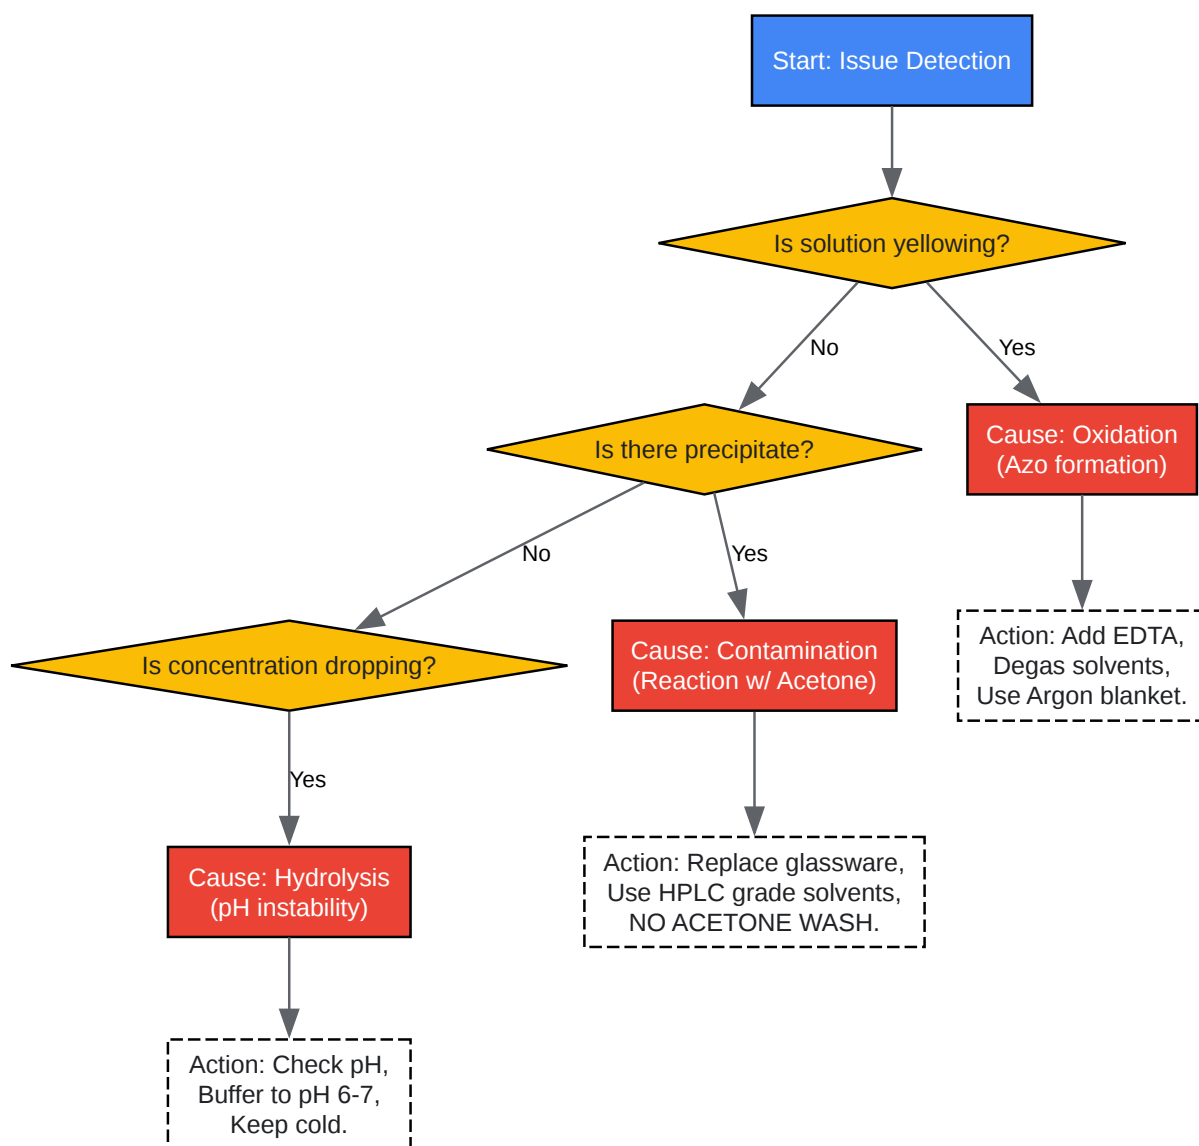 Start: Issue Detection
Is solution yellowing?
No
Yes
Is there precipitate?
Cause: Oxidation
(Azo formation)
No
Yes
Action: Add EDTA,
Degas solvents,
Use Argon blanket.
Is concentration dropping?
Cause: Contamination
(Reaction w/ Acetone)
Yes
Cause: Hydrolysis
(pH instability)
Action: Replace glassware,
Use HPLC grade solvents,
NO ACETONE WASH.
Action: Check pH,
Buffer to pH 6-7,
Keep cold.